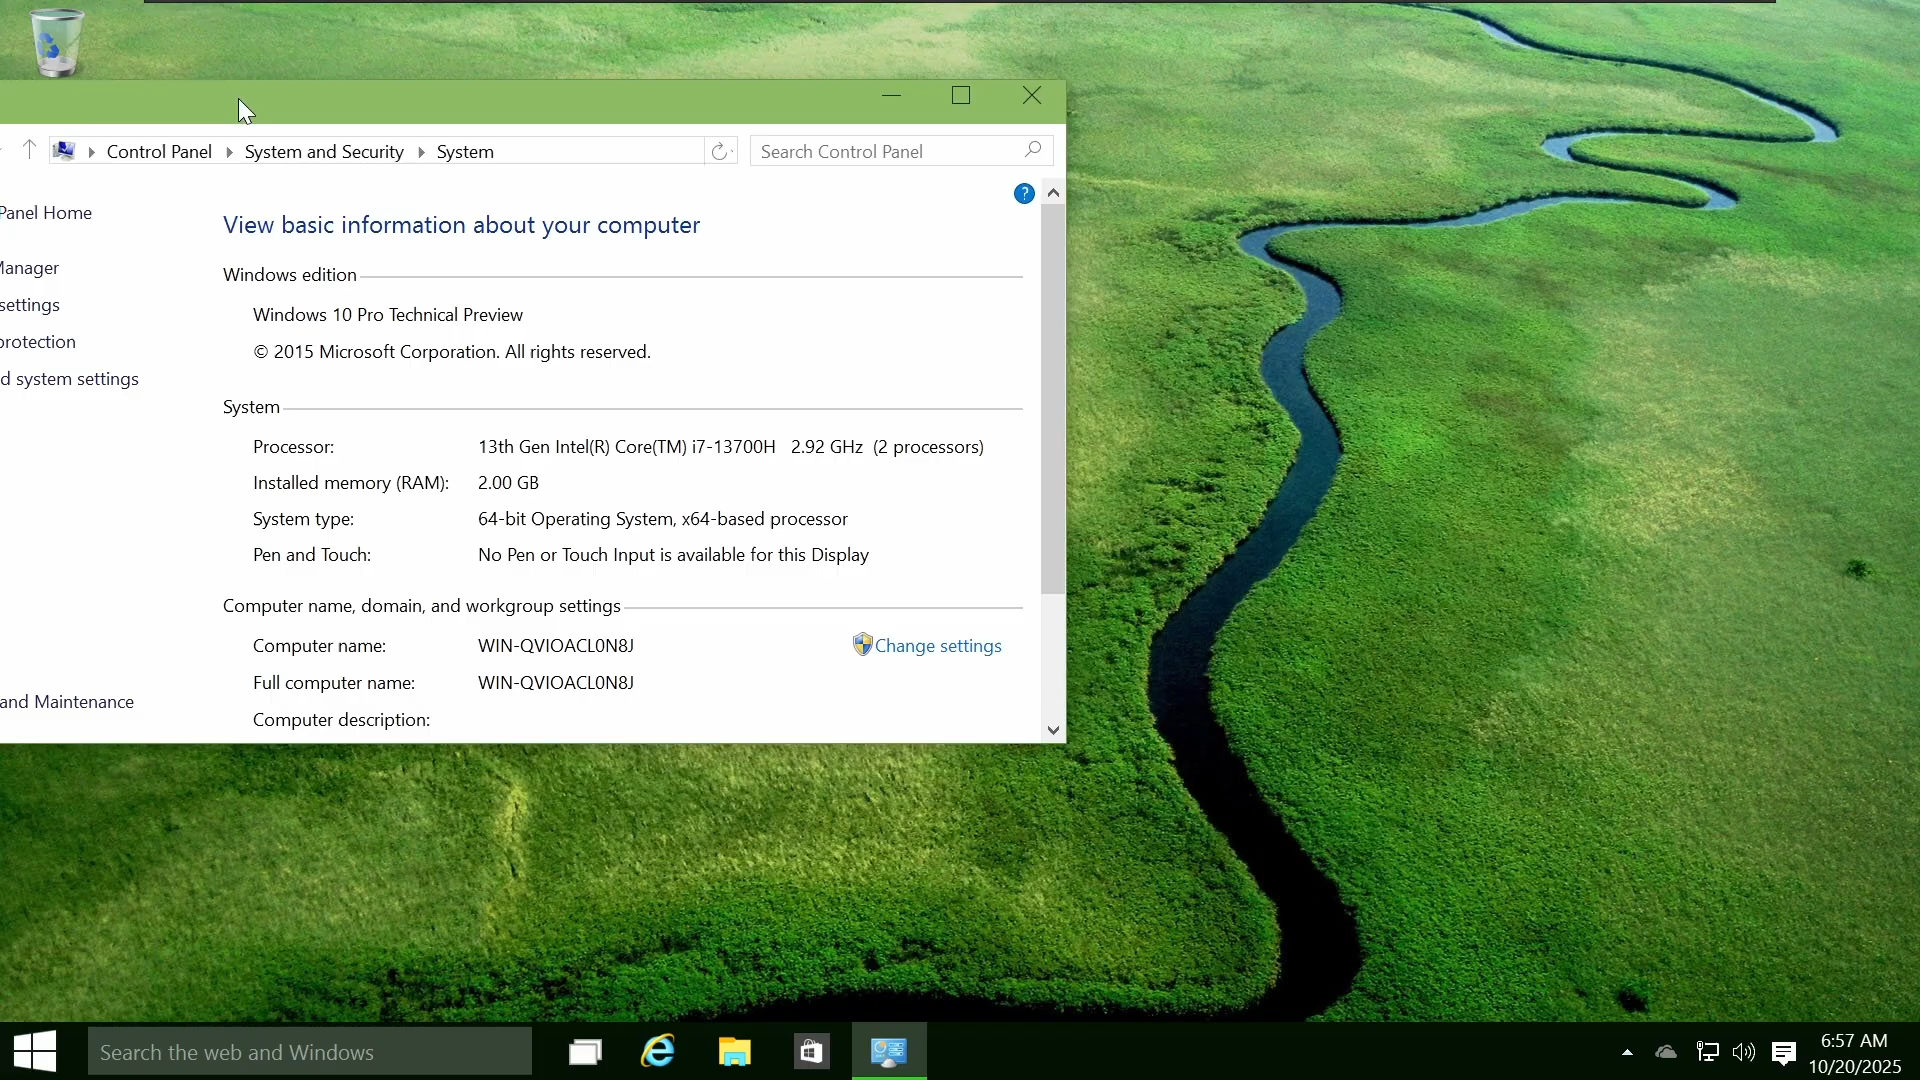 Control Panel System and Security System
Search Control Panel
?
Panel Home
Manager
settings
protection
d system settings
and Maintenance
View basic information about your computer
Windows edition
Windows 10 Pro Technical Preview
© 2015 Microsoft Corporation. All rights reserved.
System
Processor: 13th Gen Intel(R) Core(TM) i7-13700H 2.92 GHz (2 processors)
Installed memory (RAM): 2.00 GB
System type: 64-bit Operating System, x64-based processor
Pen and Touch: No Pen or Touch Input is available for this Display
Computer name, domain, and workgroup settings
Computer name: WIN-QVIOACL0N8J Change settings
Full computer name: WIN-QVIOACL0N8J
Computer description:
Search the web and Windows
6:57 AM
10/20/2025